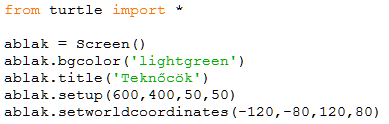 from turtle import *

ablak = Screen()
ablak.bgcolor('lightgreen')
ablak.title('Teknőcök')
ablak.setup(600,400,50,50)
ablak.setworldcoordinates(-120,-80,120,80)